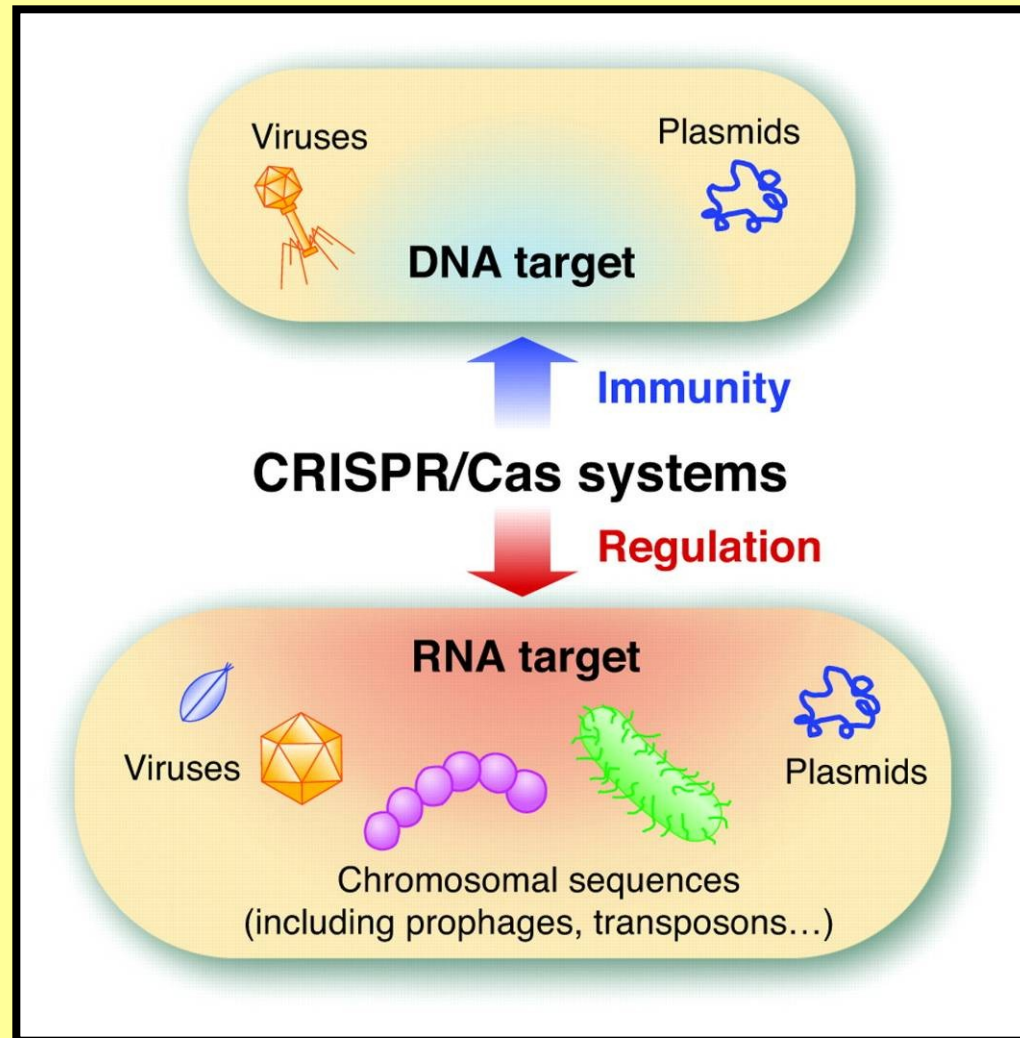 Viruses
Plasmids
DNA target
Immunity
CRISPR/Cas systems
Regulation
RNA target
Viruses
Plasmids
Chromosomal sequences
(including prophages, transposons…)